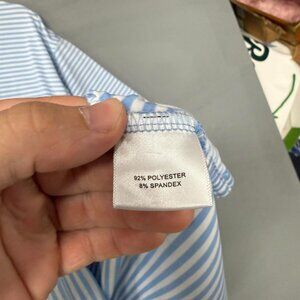 92% POLYESTER
8% SPANDEX